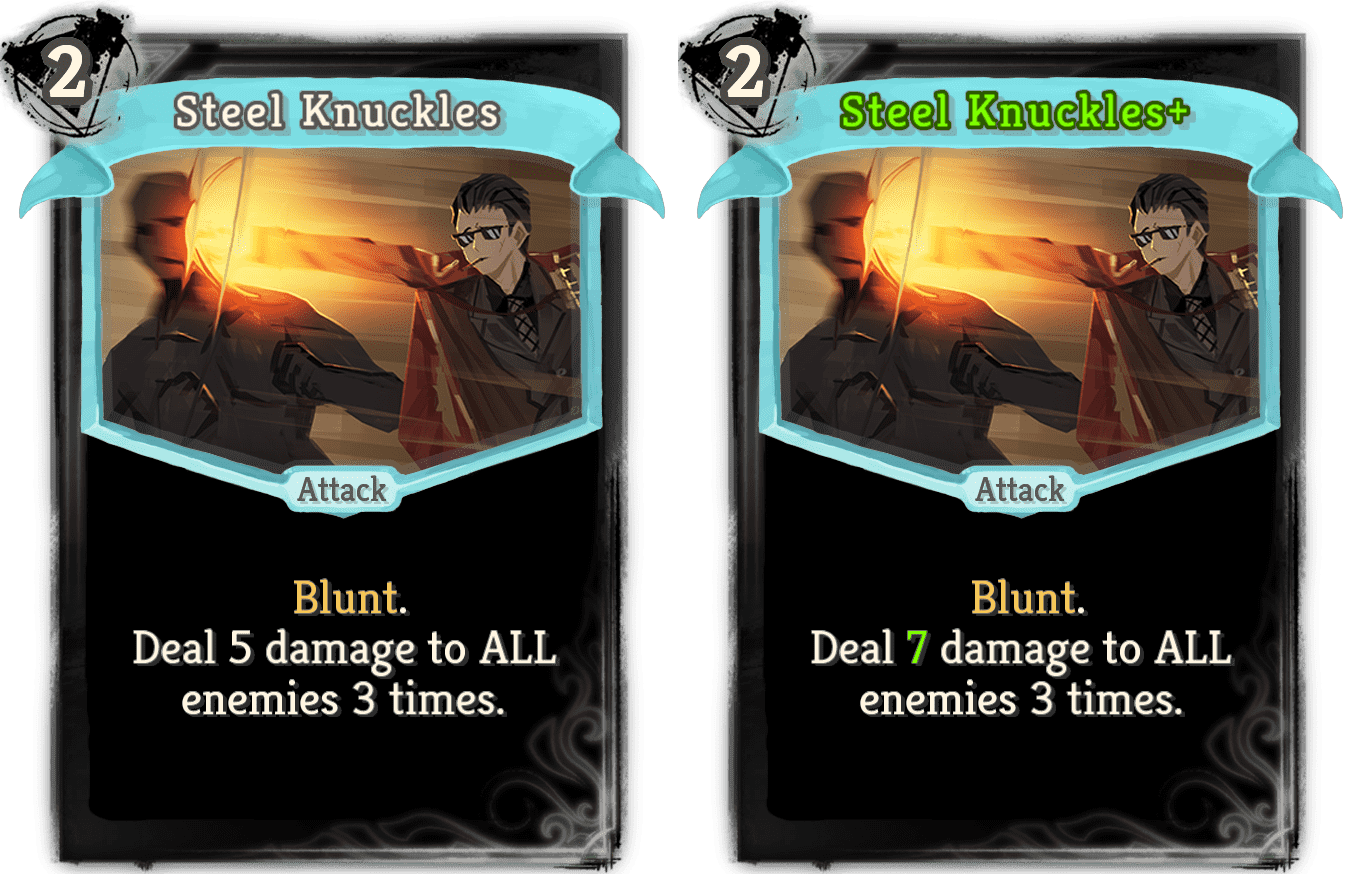 2
Steel Knuckles
Attack
Blunt.
Deal 5 damage to ALL
enemies 3 times.
2
Steel Knuckles+
Attack
Blunt.
Deal 7 damage to ALL
enemies 3 times.